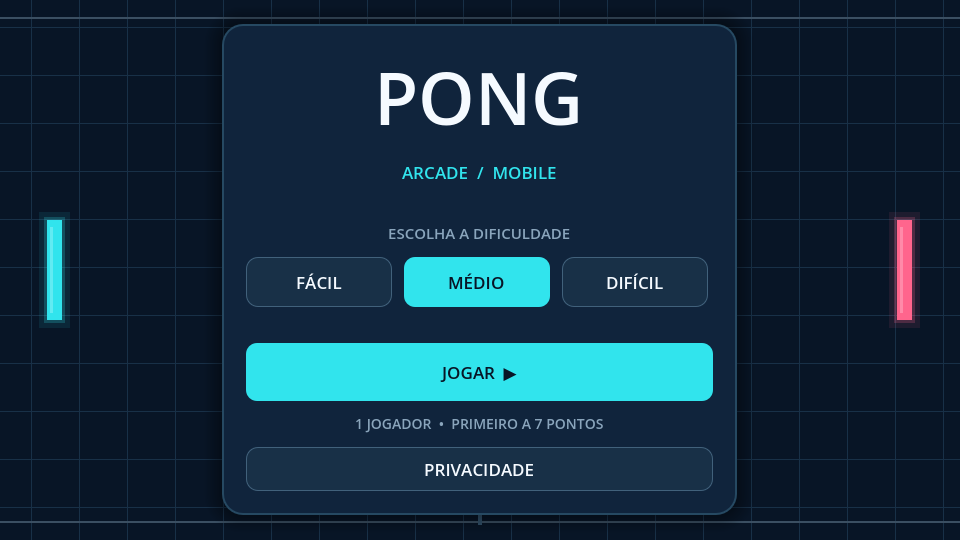 PONG
ARCADE / MOBILE
ESCOLHA A DIFICULDADE
FÁCIL MÉDIO DIFÍCIL
JOGAR ▶
1 JOGADOR • PRIMEIRO A 7 PONTOS
PRIVACIDADE